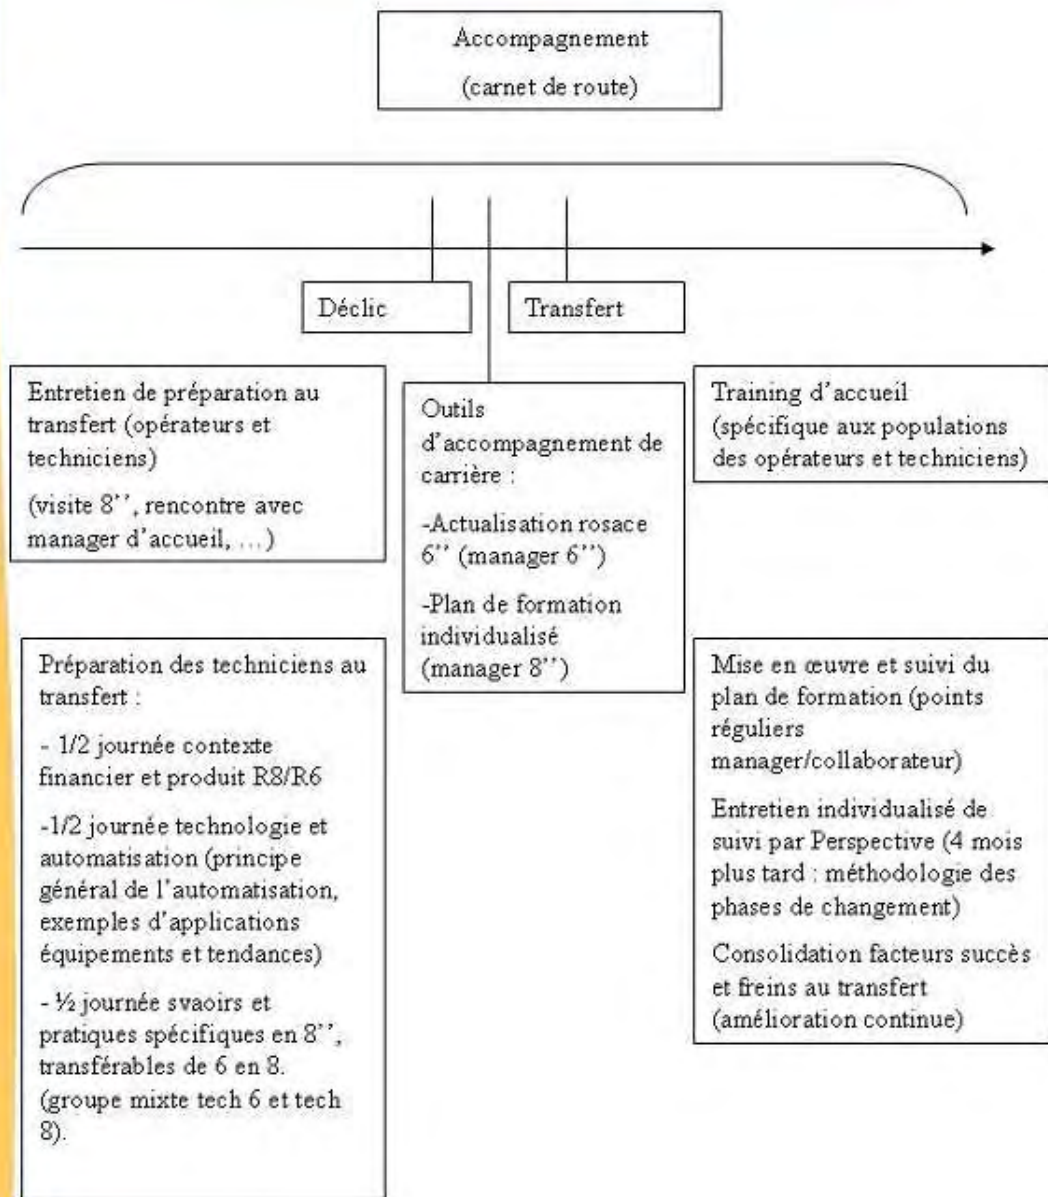 Accompagnement
(carnet de route)
Déclic
Transfert
Entretien de préparation au
transfert (opérateurs et
techniciens)
(visite 8’’, rencontre avec
manager d’accueil, …)
Outils
d’accompagnement de
carrière :
-Actualisation rosace
6’’ (manager 6’’)
-Plan de formation
individualisé
(manager 8’’)
Training d’accueil
(spécifique aux populations
des opérateurs et techniciens)
Préparation des techniciens au
transfert :
- 1/2 journée contexte
financier et produit R8/R6
-1/2 journée technologie et
automatisation (principe
général de l’automatisation,
exemples d’applications
équipements et tendances)
- ½ journée svaoirs et
pratiques spécifiques en 8’’,
transférables de 6 en 8.
(groupe mixte tech 6 et tech
8).
Mise en œuvre et suivi du
plan de formation (points
réguliers
manager/collaborateur)
Entretien individualisé de
suivi par Perspective (4 mois
plus tard : méthodologie des
phases de changement)
Consolidation facteurs succès
et freins au transfert
(amélioration continue)